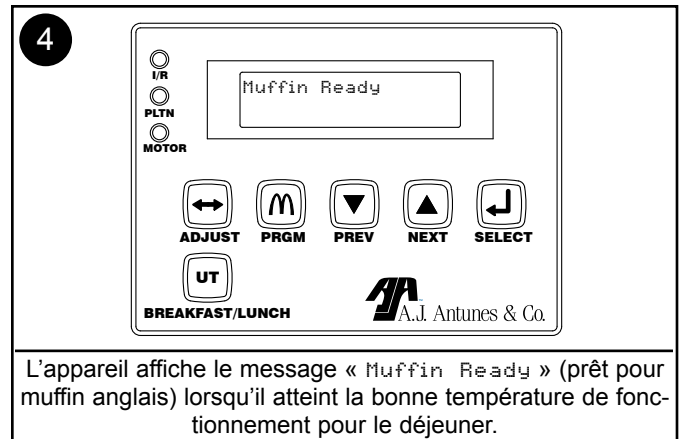 4
I/R
PLTN
MOTOR
Muffin Ready
ADJUST PRGM PREV NEXT SELECT
UT
BREAKFAST/LUNCH
A.J. Antunes & Co.
L'appareil affiche le message « Muffin Ready » (prêt pour
muffin anglais) lorsqu'il atteint la bonne température de fonc-
tionnement pour le déjeuner.